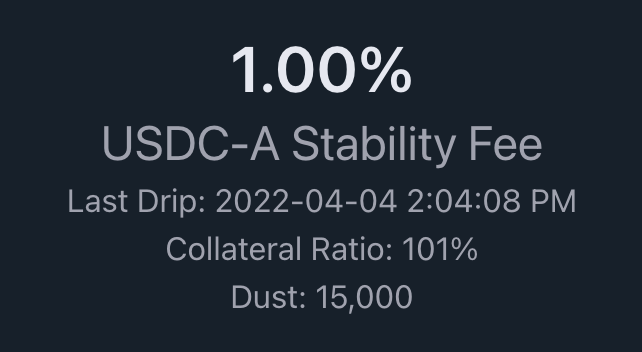 1.00%
USDC-A Stability Fee
Last Drip: 2022-04-04 2:04:08 PM
Collateral Ratio: 101%
Dust: 15,000